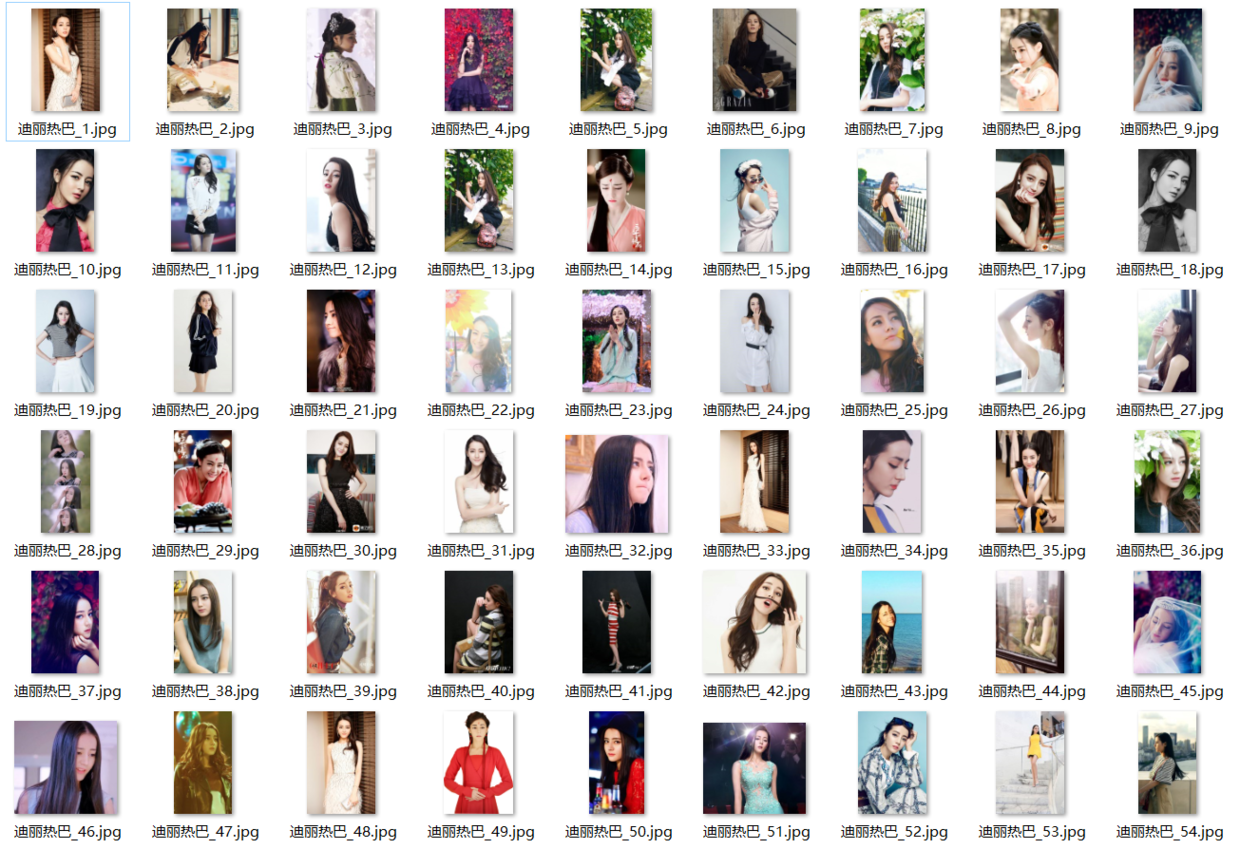 迪丽热巴_1.jpg
迪丽热巴_2.jpg
迪丽热巴_3.jpg
迪丽热巴_4.jpg
迪丽热巴_5.jpg
GRAZIA
迪丽热巴_6.jpg
迪丽热巴_7.jpg
迪丽热巴_8.jpg
迪丽热巴_9.jpg
迪丽热巴_10.jpg
迪丽热巴_11.jpg
迪丽热巴_12.jpg
迪丽热巴_13.jpg
迪丽热巴_14.jpg
迪丽热巴_15.jpg
迪丽热巴_16.jpg
迪丽热巴_17.jpg
迪丽热巴_18.jpg
迪丽热巴_19.jpg
迪丽热巴_20.jpg
迪丽热巴_21.jpg
迪丽热巴_22.jpg
迪丽热巴_23.jpg
迪丽热巴_24.jpg
迪丽热巴_25.jpg
迪丽热巴_26.jpg
迪丽热巴_27.jpg
迪丽热巴_28.jpg
迪丽热巴_29.jpg
迪丽热巴_30.jpg
迪丽热巴_31.jpg
迪丽热巴_32.jpg
迪丽热巴_33.jpg
迪丽热巴_34.jpg
迪丽热巴_35.jpg
迪丽热巴_36.jpg
迪丽热巴_37.jpg
迪丽热巴_38.jpg
迪丽热巴_39.jpg
迪丽热巴_40.jpg
迪丽热巴_41.jpg
迪丽热巴_42.jpg
迪丽热巴_43.jpg
迪丽热巴_44.jpg
迪丽热巴_45.jpg
迪丽热巴_46.jpg
迪丽热巴_47.jpg
迪丽热巴_48.jpg
迪丽热巴_49.jpg
迪丽热巴_50.jpg
迪丽热巴_51.jpg
迪丽热巴_52.jpg
迪丽热巴_53.jpg
迪丽热巴_54.jpg